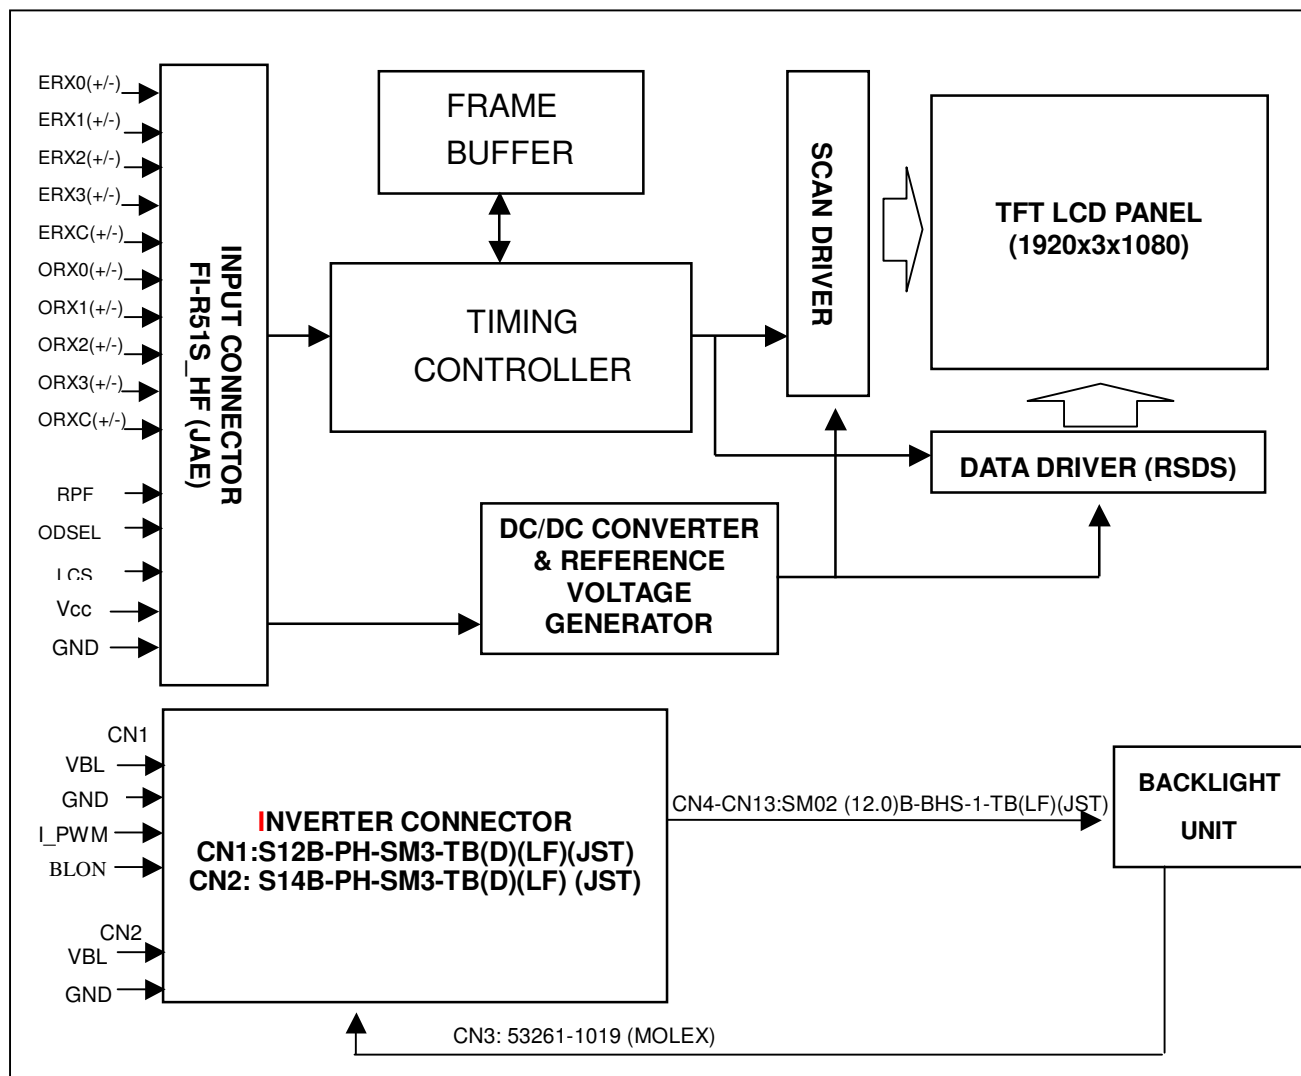 ERX0(+/-)
ERX1(+/-)
ERX2(+/-)
ERX3(+/-)
ERXC(+/-)
ORX0(+/-)
ORX1(+/-)
ORX2(+/-)
ORX3(+/-)
ORXC(+/-)
RPF
ODSEL
LCS
Vcc
GND
INPUT CONNECTOR
FI-R51S_HF (JAE)
FRAME
BUFFER
TIMING
CONTROLLER
SCAN DRIVER
TFT LCD PANEL
(1920x3x1080)
DATA DRIVER (RSDS)
DC/DC CONVERTER
& REFERENCE
VOLTAGE
GENERATOR
CN1
VBL
GND
I_PWM
BLON
CN2
VBL
GND
INVERTER CONNECTOR
CN1:S12B-PH-SM3-TB(D)(LF)(JST)
CN2: S14B-PH-SM3-TB(D)(LF) (JST)
CN4-CN13:SM02 (12.0)B-BHS-1-TB(LF)(JST)
BACKLIGHT
UNIT
CN3: 53261-1019 (MOLEX)